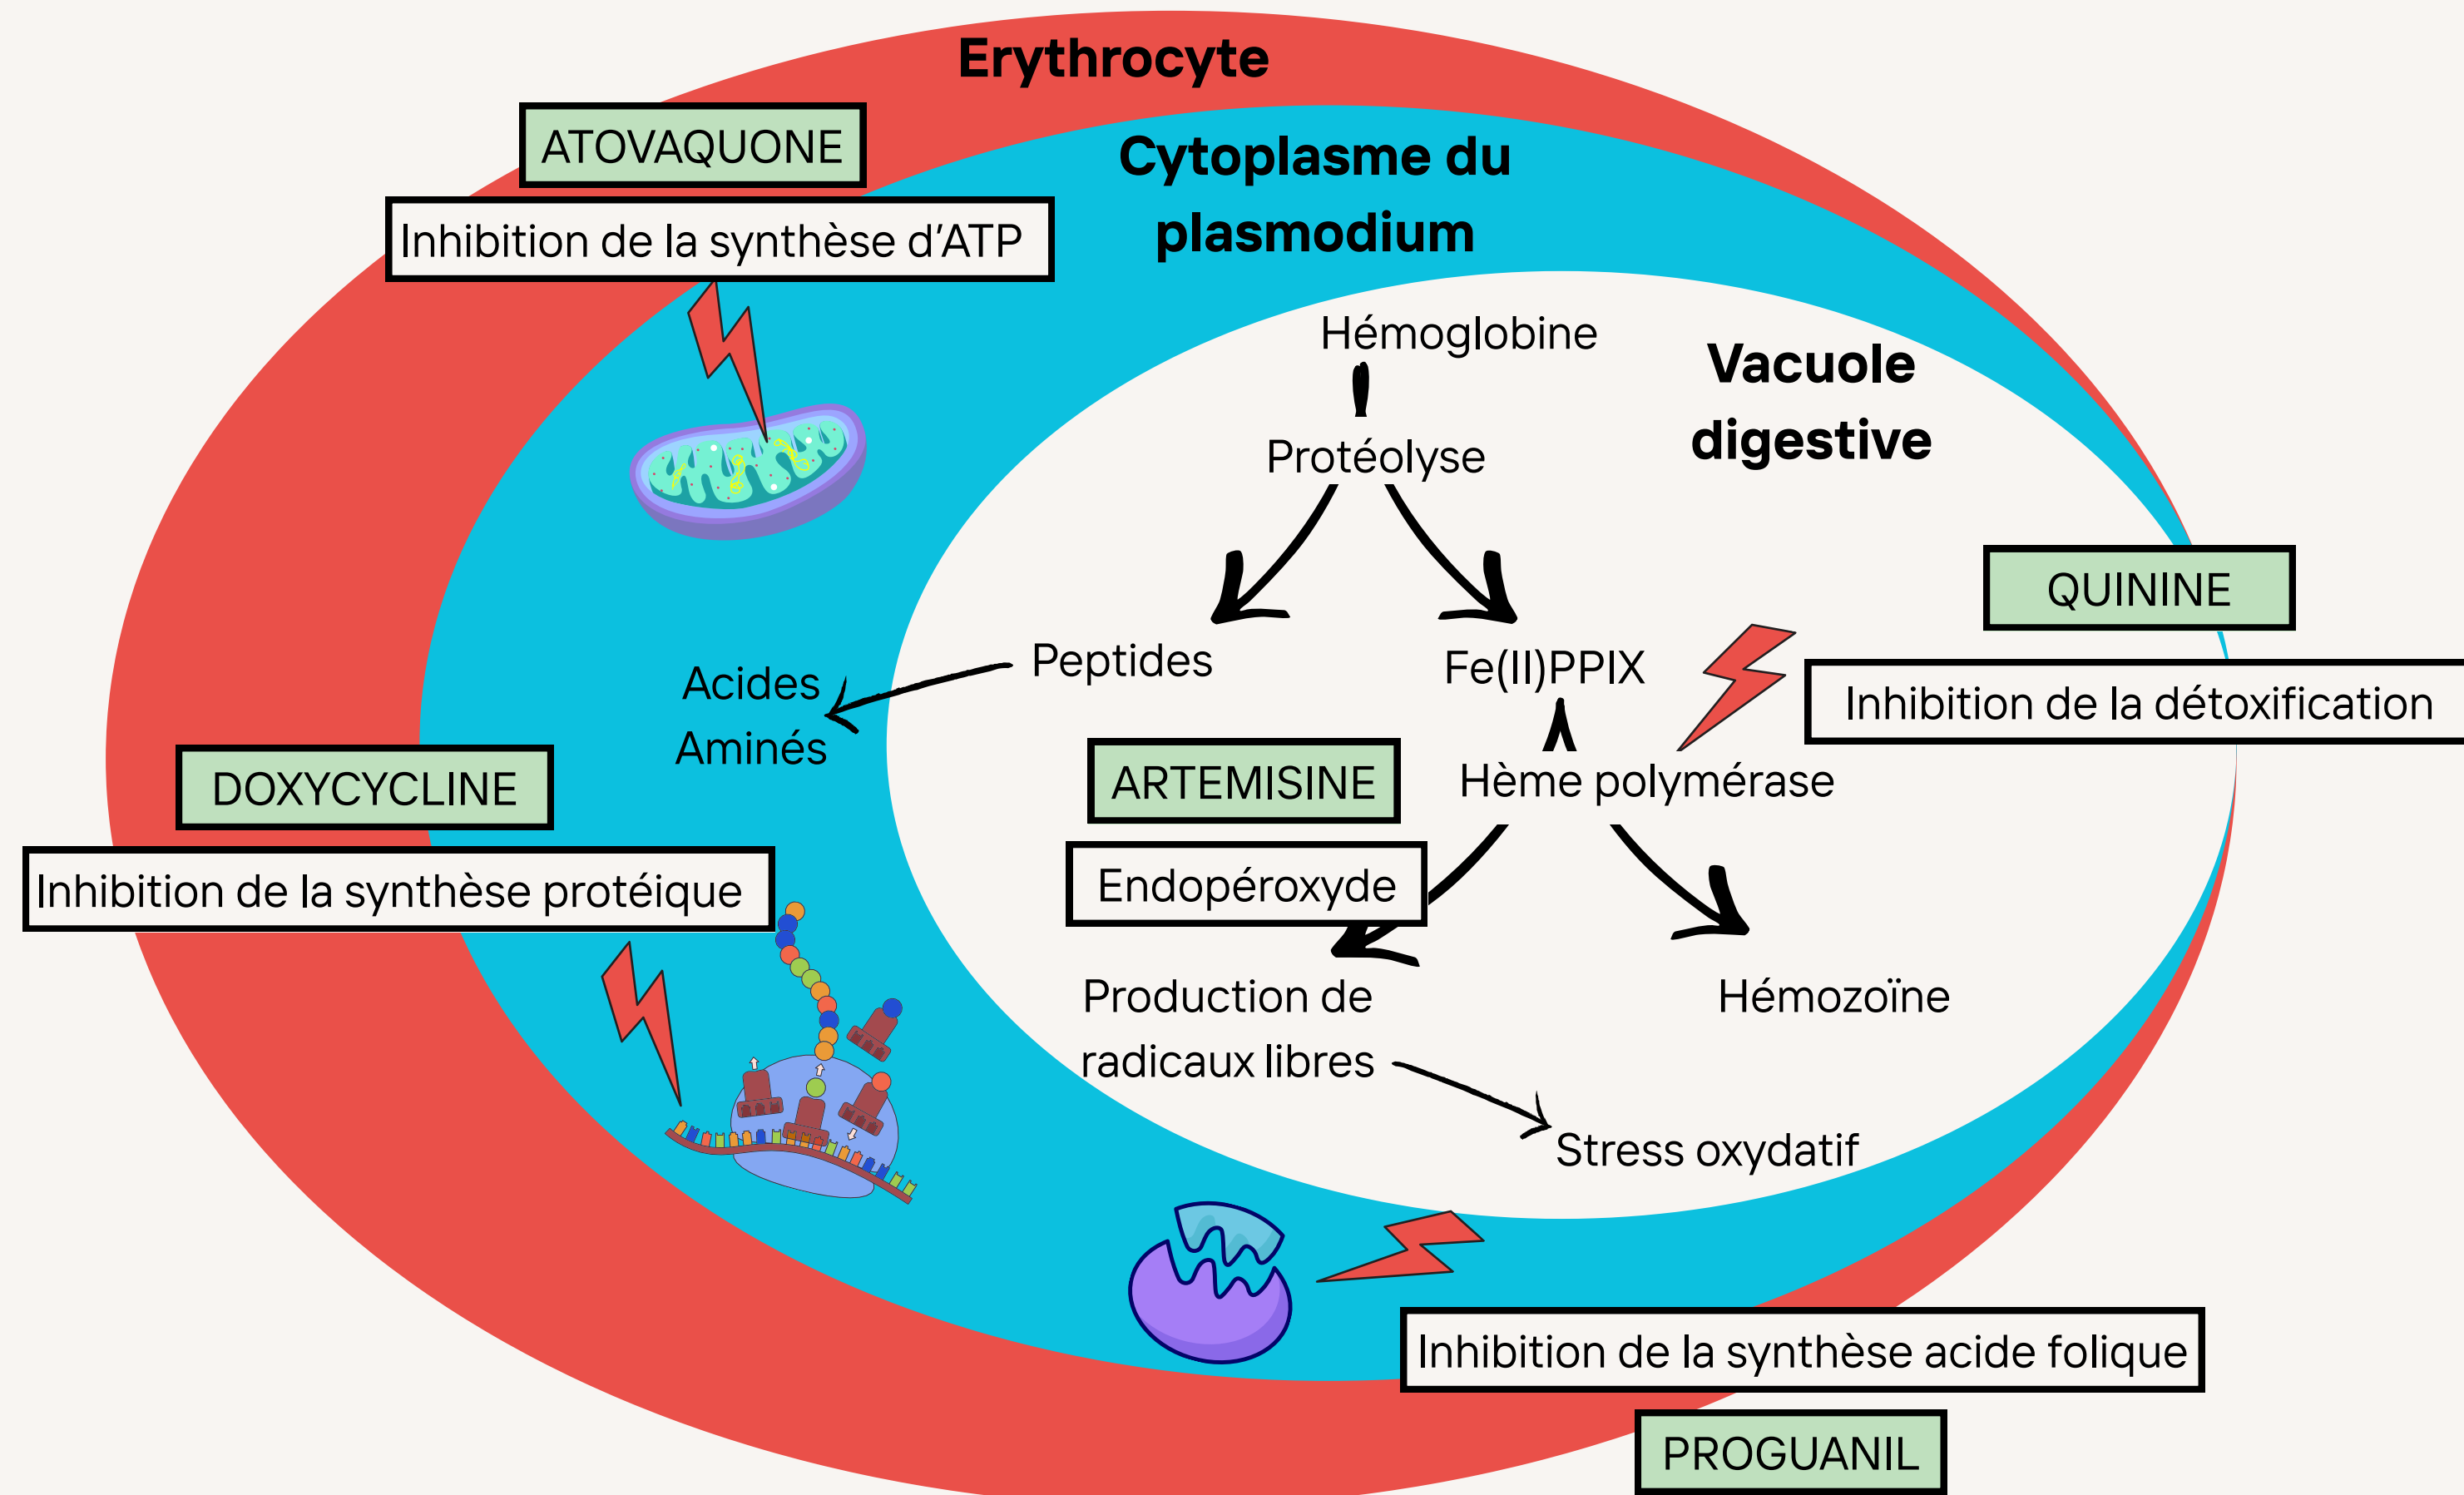 Erythrocyte
ATOVAQUONE
Inhibition de la synthèse d'ATP
Cytoplasme du
plasmodium
Hémoglobine
Vacuole
digestive
Protéolyse
QUININE
Inhibition de la détoxification
Peptides
Fe(II)PPIX
Acides
Aminés
DOXYCYCLINE
Inhibition de la synthèse protéique
ARTEMISINE
Endopéroxyde
Hème polymérase
Production de
radicaux libres
Hémozoïne
Stress oxydatif
Inhibition de la synthèse acide folique
PROGUANIL